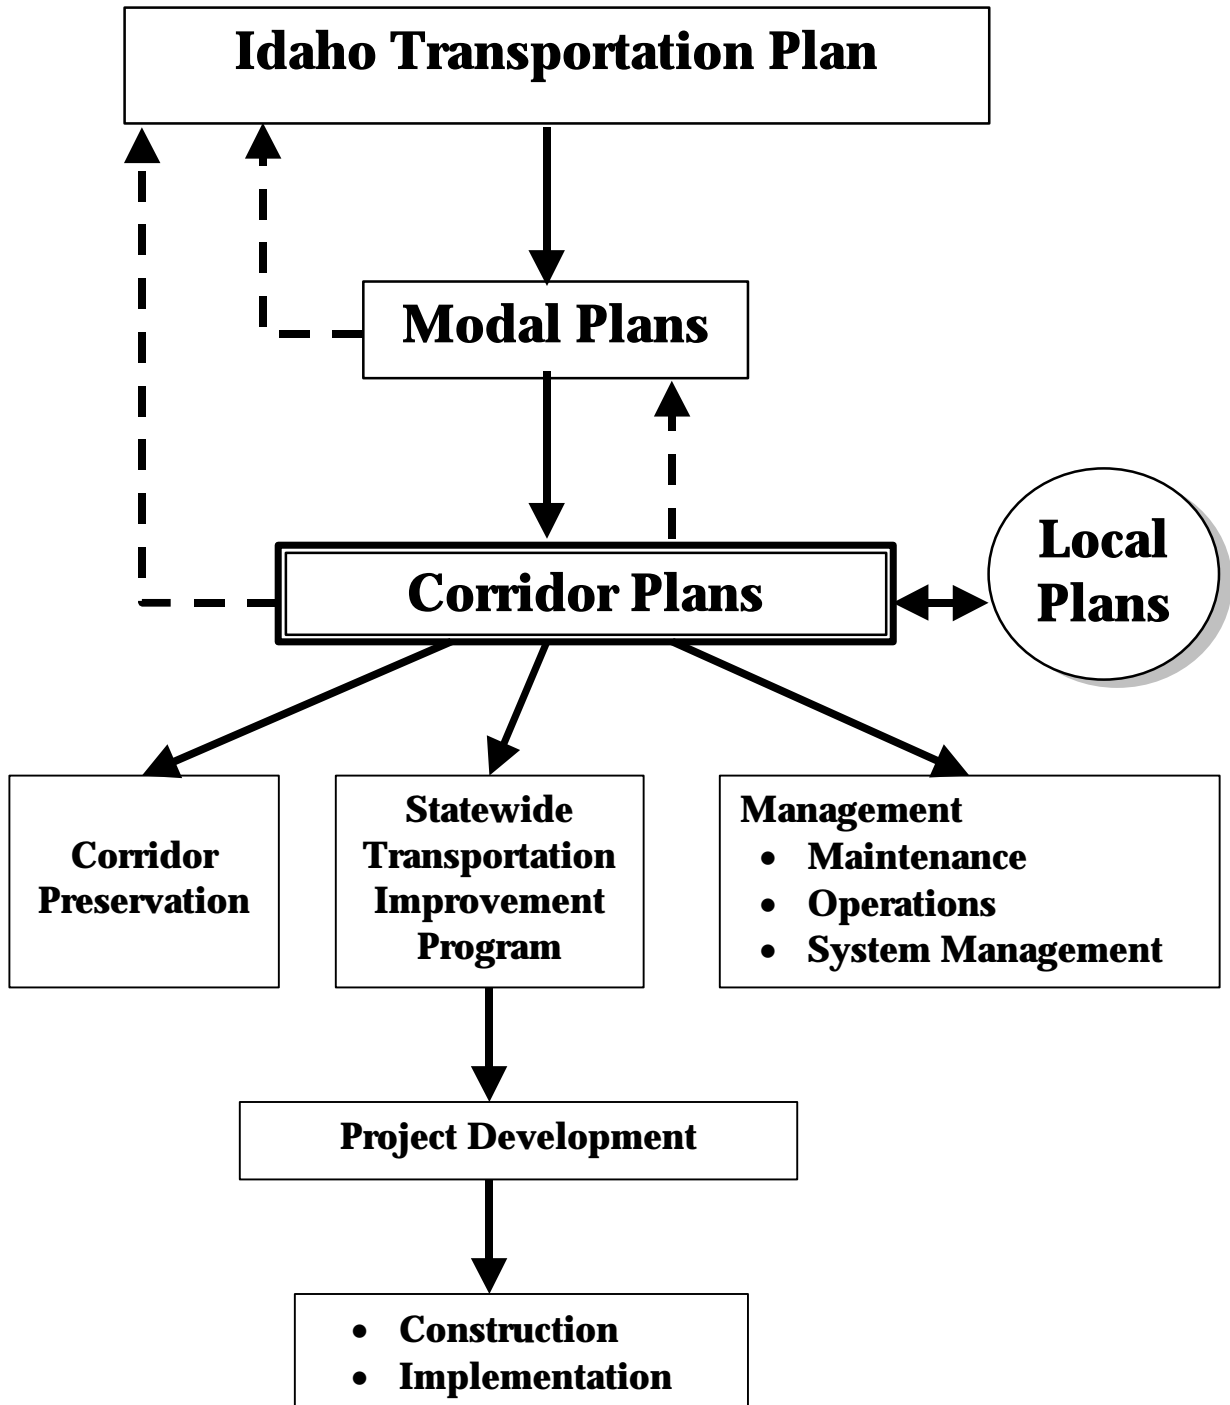 Idaho Transportation Plan
Modal Plans
Local
Plans
Corridor Plans
Corridor
Preservation
Statewide
Transportation
Improvement
Program
Management
• Maintenance
• Operations
• System Management
Project Development
• Construction
• Implementation